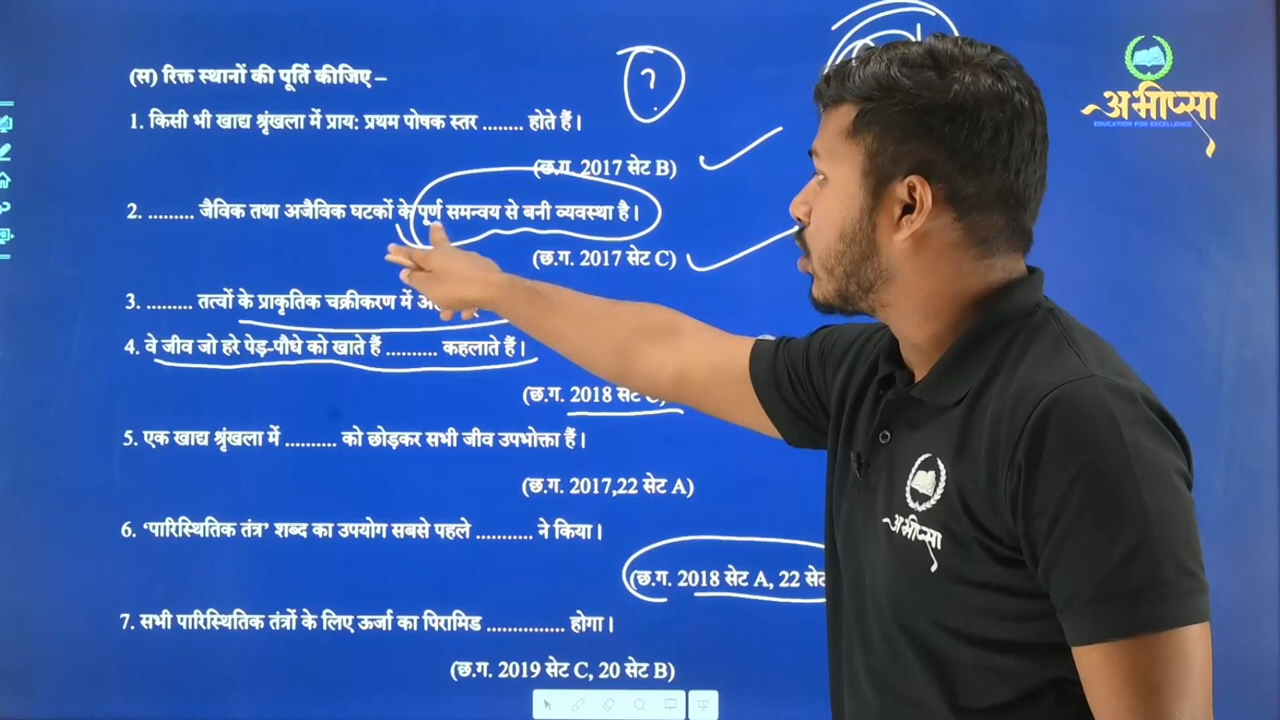 (स) रिक्त स्थानों की पूर्ति कीजिए –
?
1. किसी भी खाद्य श्रृंखला में प्राय: प्रथम पोषक स्तर ........ होते हैं।
(छ.ग. 2017 सेट B)
2. ......... जैविक तथा अजैविक घटकों के पूर्ण समन्वय से बनी व्यवस्था है।
(छ.ग. 2017 सेट C)
3. ......... तत्वों के प्राकृतिक चक्रीकरण में
4. वे जीव जो हरे पेड़-पौधे को खाते हैं .......... कहलाते हैं।
(छ.ग. 2018 सेट
5. एक खाद्य श्रृंखला में .......... को छोड़कर सभी जीव उपभोक्ता हैं।
(छ.ग. 2017,22 सेट A)
6. ‘पारिस्थितिक तंत्र’ शब्द का उपयोग सबसे पहले ........... ने किया।
(छ.ग. 2018 सेट A, 22 सेट
7. सभी पारिस्थितिक तंत्रों के लिए ऊर्जा का पिरामिड ............... होगा।
(छ.ग. 2019 सेट C, 20 सेट B)
अभीप्सा
EDUCATION FOR EXCELLENCE
अभीप्सा